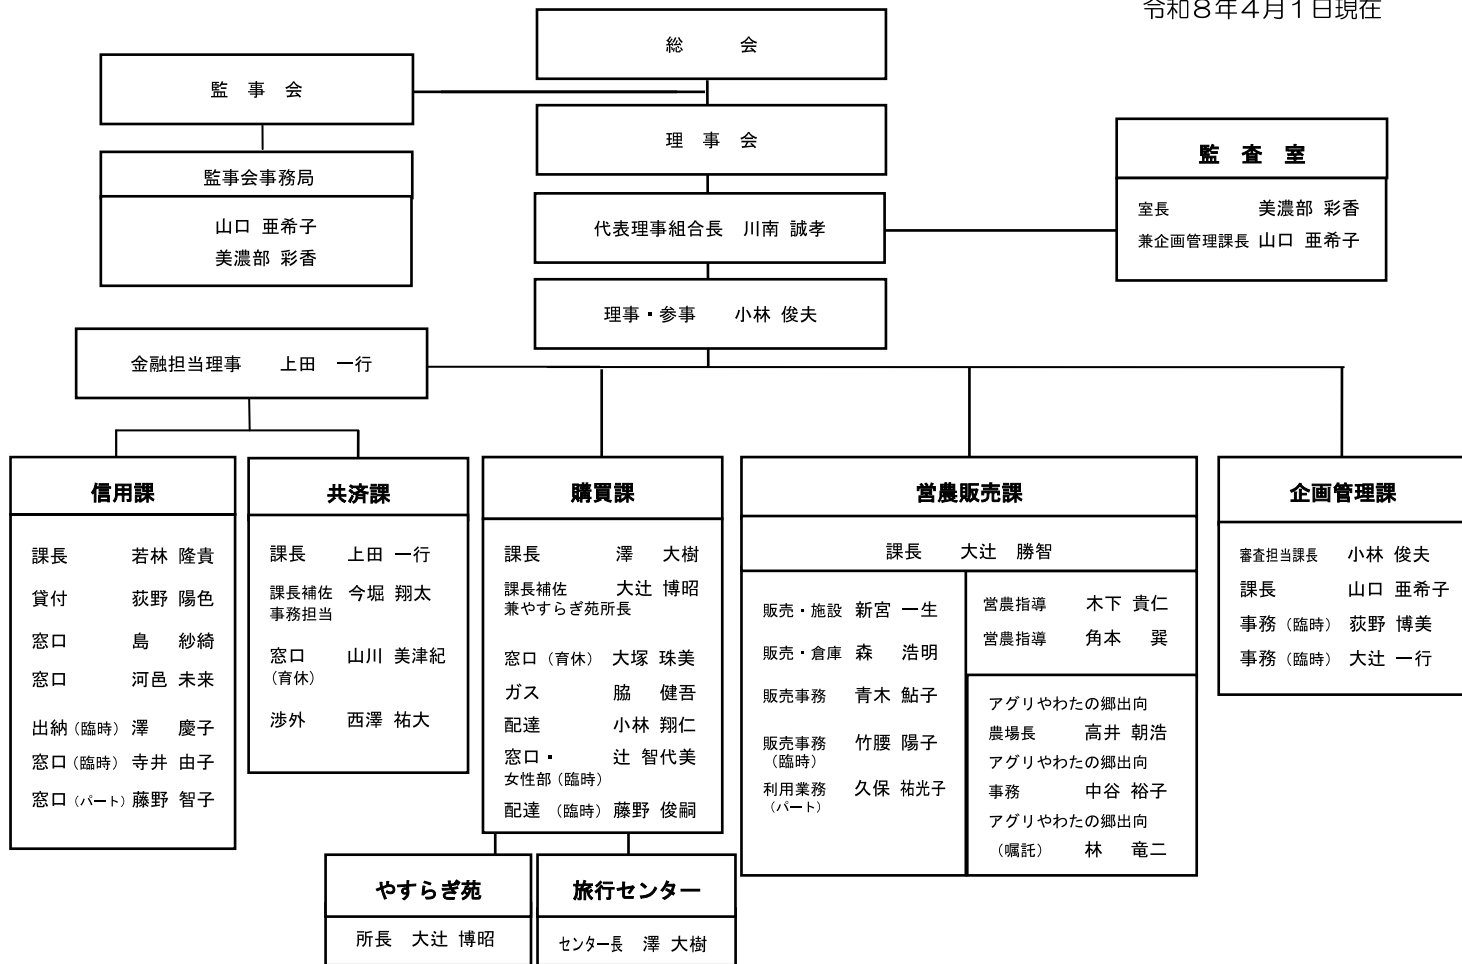 令和８年４月１日現在
総　会
監　事　会
理　事　会
監事会事務局
山口 亜希子
美濃部 彩香
監　査　室
室長　美濃部 彩香
兼企画管理課長 山口 亜希子
代表理事組合長　川南 誠孝
理事・参事　小林 俊夫
金融担当理事　上田　一行
信用課
課長　若林 隆貴
貸付　荻野 陽色
窓口　島　紗綺
窓口　河邑 未来
出納（臨時）澤　慶子
窓口（臨時）寺井 由子
窓口（パート）藤野 智子
共済課
課長　上田 一行
課長補佐　今堀 翔太
事務担当
窓口　山川 美津紀
（育休）
渉外　西澤 祐大
購買課
課長　澤　大樹
課長補佐　大辻 博昭
兼やすらぎ苑所長
窓口（育休）大塚 珠美
ガス　脇　健吾
配達　小林 翔仁
窓口・　辻 智代美
女性部（臨時）
配達（臨時）藤野 俊嗣
やすらぎ苑
所長　大辻 博昭
旅行センター
センター長　澤 大樹
営農販売課
課長　大辻　勝智
販売・施設　新宮 一生
販売・倉庫　森　浩明
販売事務　青木 鮎子
販売事務　竹腰 陽子
（臨時）
利用業務　久保 祐光子
（パート）
営農指導　木下 貴仁
営農指導　角本　巽
アグリやわたの郷出向
農場長　高井 朝浩
アグリやわたの郷出向
事務　中谷 裕子
アグリやわたの郷出向
（嘱託）　林　竜二
企画管理課
審査担当課長　小林 俊夫
課長　山口 亜希子
事務（臨時）荻野 博美
事務（臨時）大辻 一行